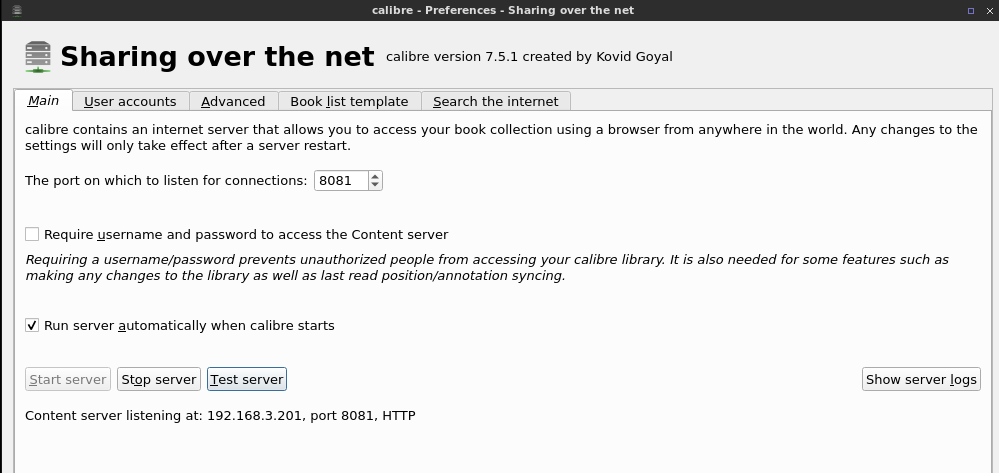 calibre - Preferences - Sharing over the net
Sharing over the net calibre version 7.5.1 created by Kovid Goyal
Main User accounts Advanced Book list template Search the internet
calibre contains an internet server that allows you to access your book collection using a browser from anywhere in the world. Any changes to the
settings will only take effect after a server restart.
The port on which to listen for connections: 8081
Require username and password to access the Content server
Requiring a username/password prevents unauthorized people from accessing your calibre library. It is also needed for some features such as
making any changes to the library as well as last read position/annotation syncing.
Run server automatically when calibre starts
Start server Stop server Test server Show server logs
Content server listening at: 192.168.3.201, port 8081, HTTP